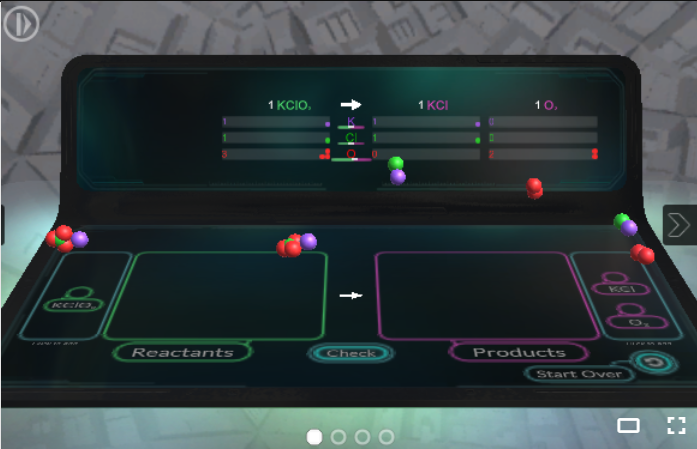 1 KClO₃ 1 KCl 1 O₂
1 K 1 0
1 Cl 1 0
3 O 0 2
KClO₃
KCl
O₂
Reactants Check Products
Start Over